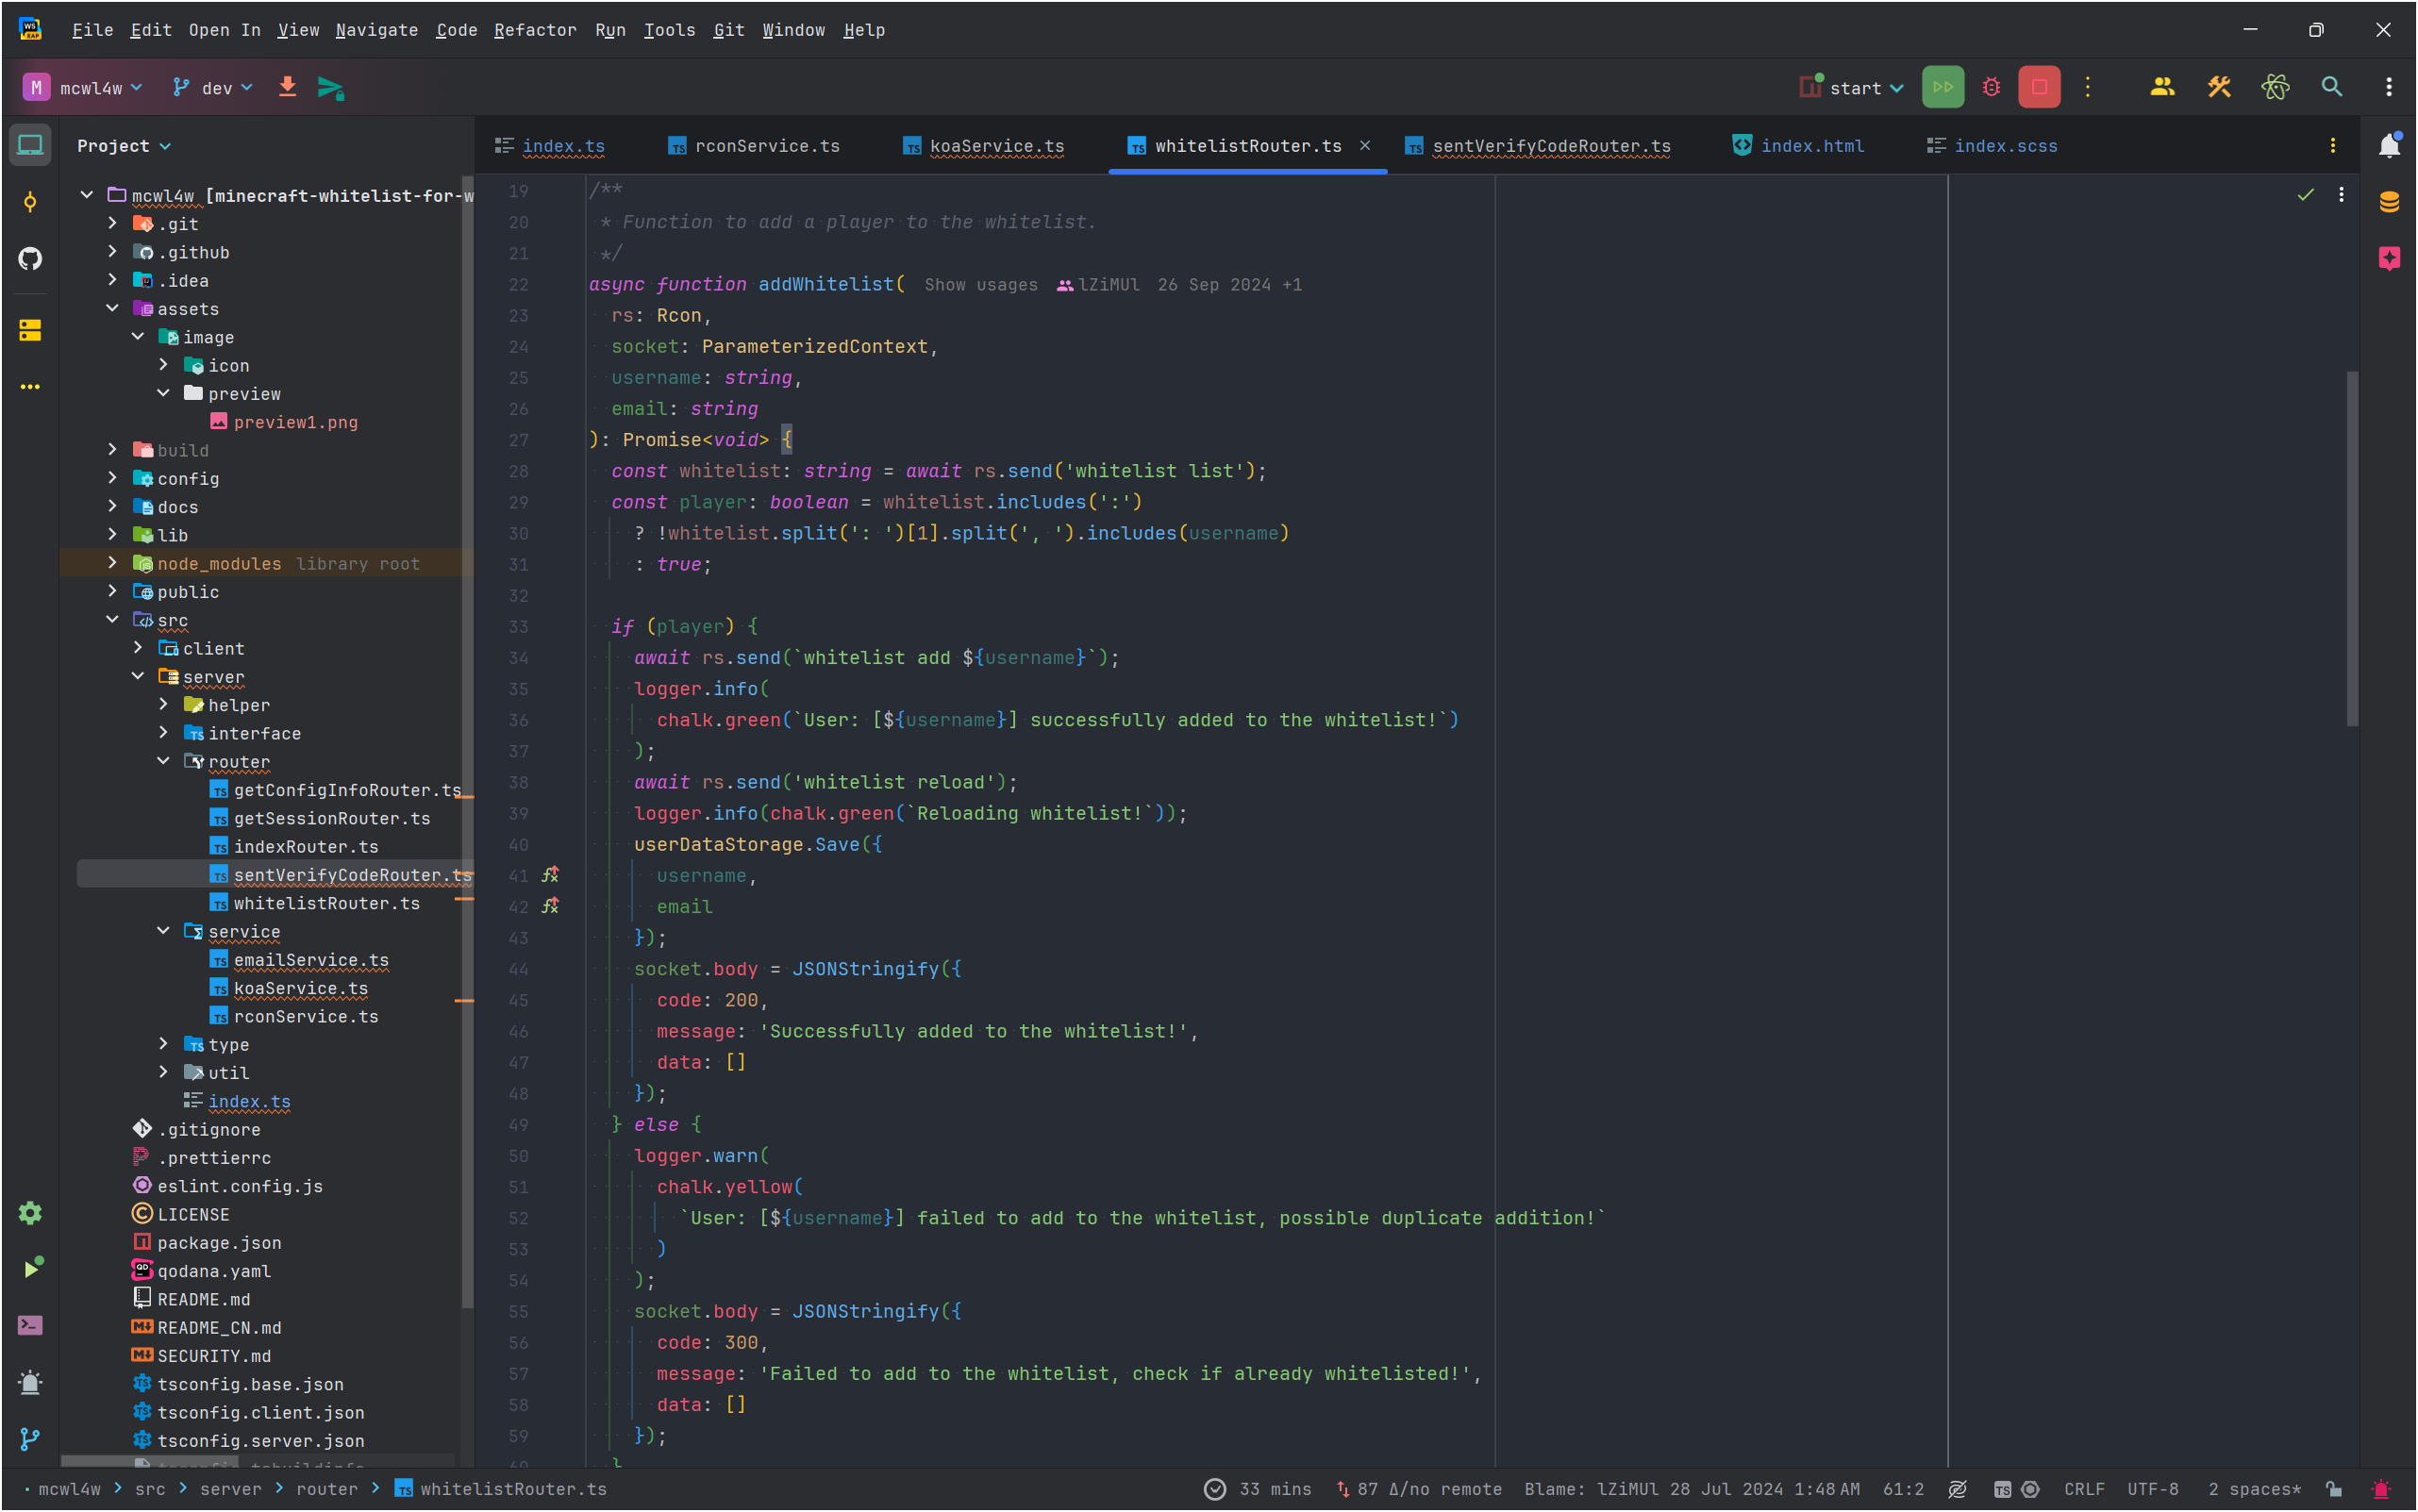 File Edit Open In View Navigate Code Refactor Run Tools Git Window Help
M mcwl4w dev start
Project
index.ts rconService.ts koaService.ts whitelistRouter.ts sentVerifyCodeRouter.ts index.html index.scss
mcwl4w [minecraft-whitelist-for-w
.git
.github
.idea
assets
image
icon
preview
preview1.png
build
config
docs
lib
node_modules library root
public
src
client
server
helper
interface
router
getConfigInfoRouter.ts
getSessionRouter.ts
indexRouter.ts
sentVerifyCodeRouter.ts
whitelistRouter.ts
service
emailService.ts
koaService.ts
rconService.ts
type
util
index.ts
.gitignore
.prettierrc
eslint.config.js
LICENSE
package.json
qodana.yaml
README.md
README_CN.md
SECURITY.md
tsconfig.base.json
tsconfig.client.json
tsconfig.server.json
19 /**
20 * Function to add a player to the whitelist.
21 */
22 async function addWhitelist( Show usages lZiMUl 26 Sep 2024 +1
23 rs: Rcon,
24 socket: ParameterizedContext,
25 username: string,
26 email: string
27 ): Promise<void> {
28 const whitelist: string = await rs.send('whitelist list');
29 const player: boolean = whitelist.includes(':')
30 ? !whitelist.split(': ')[1].split(', ').includes(username)
31 : true;
32
33 if (player) {
34 await rs.send(`whitelist add ${username}`);
35 logger.info(
36 chalk.green(`User: [${username}] successfully added to the whitelist!`)
37 );
38 await rs.send('whitelist reload');
39 logger.info(chalk.green(`Reloading whitelist!`));
40 userDataStorage.Save({
41 username,
42 email
43 });
44 socket.body = JSONStringify({
45 code: 200,
46 message: 'Successfully added to the whitelist!',
47 data: []
48 });
49 } else {
50 logger.warn(
51 chalk.yellow(
52 `User: [${username}] failed to add to the whitelist, possible duplicate addition!`
53 )
54 );
55 socket.body = JSONStringify({
56 code: 300,
57 message: 'Failed to add to the whitelist, check if already whitelisted!',
58 data: []
59 });
60 }
mcwl4w > src > server > router > whitelistRouter.ts 33 mins 87 Δ/no remote Blame: lZiMUl 28 Jul 2024 1:48 AM 61:2 CRLF UTF-8 2 spaces*